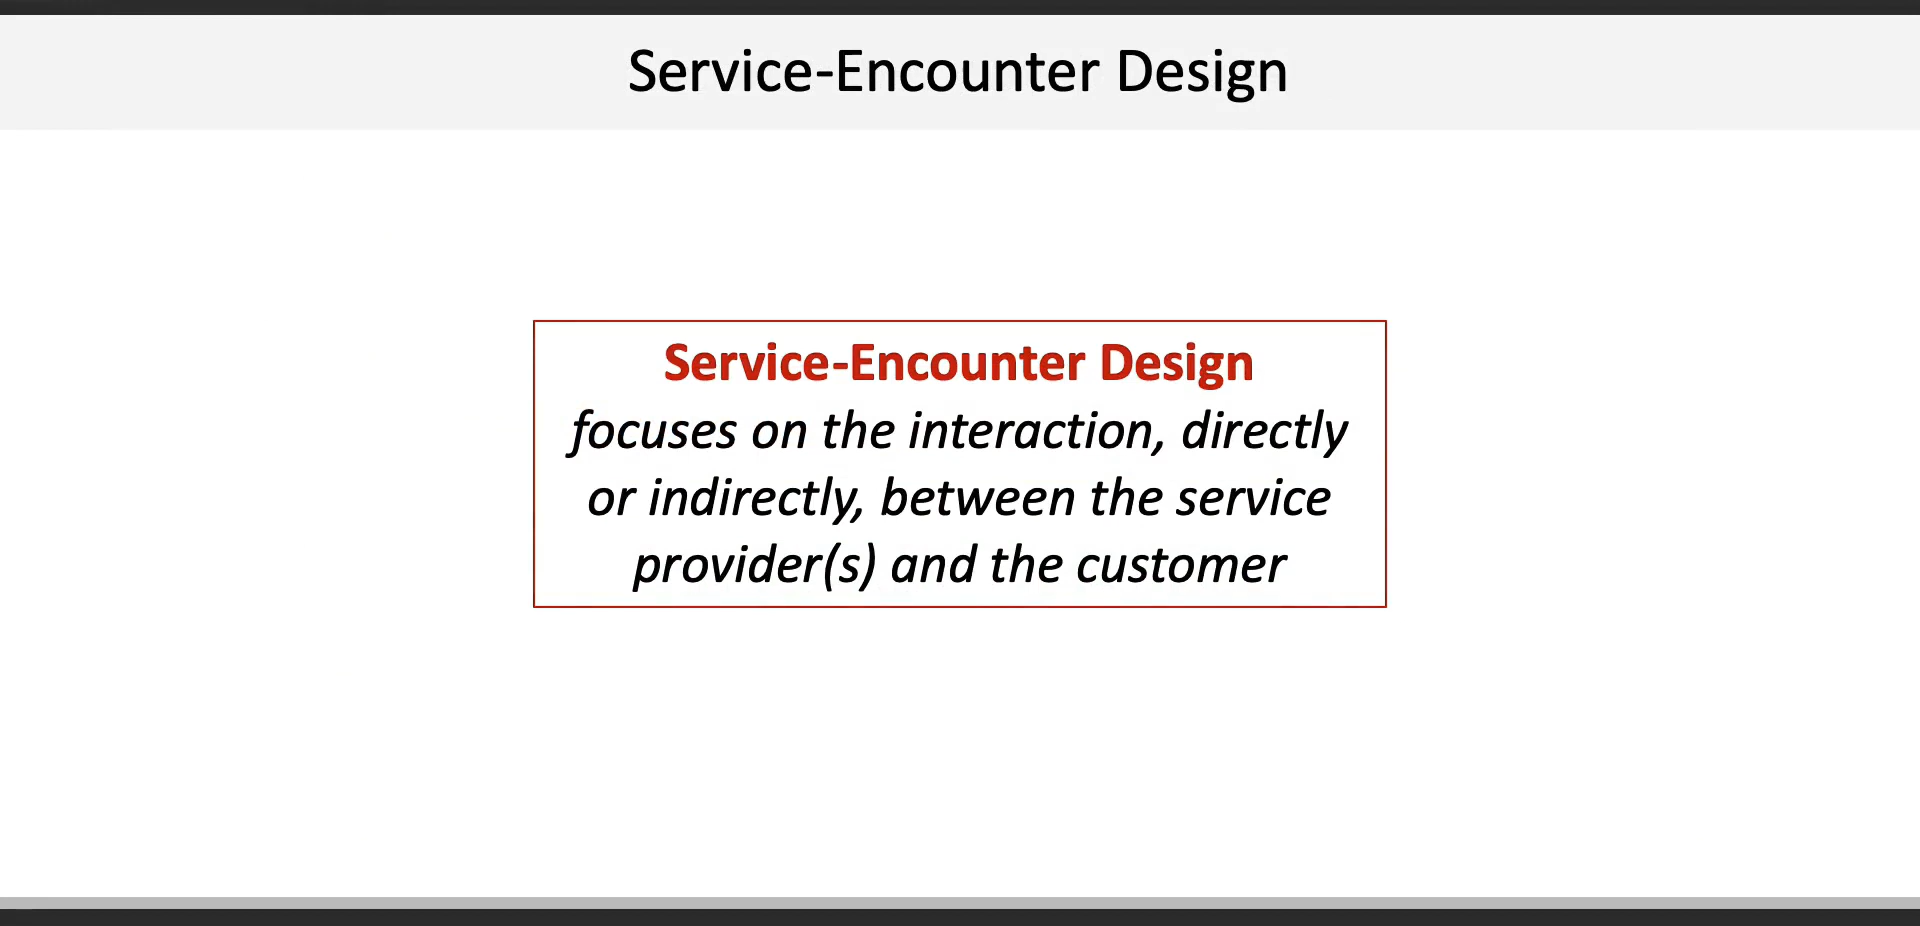 Service-Encounter Design
Service-Encounter Design
focuses on the interaction, directly
or indirectly, between the service
provider(s) and the customer